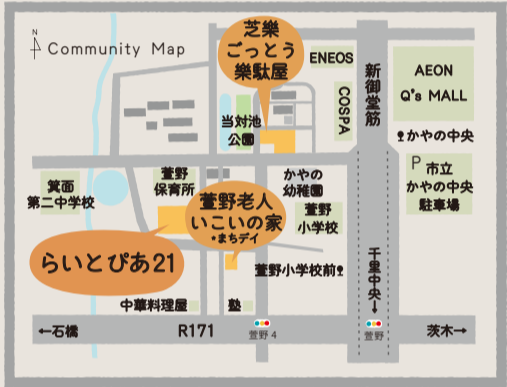 N
Community Map
芝樂
ごっとう
樂駄屋
ENEOS
COSPA
新御堂筋
AEON
Q's MALL
かやの中央
当対池
公園
P 市立
かやの中央
駐車場
箕面
第二中学校
萱野
保育所
かやの
幼稚園
萱野
小学校
萱野老人
いこいの家
*まちデイ
らいとぴあ21
萱野小学校前
千里中央→
中華料理屋
塾
←石橋
R171
萱野4
萱野
茨木→